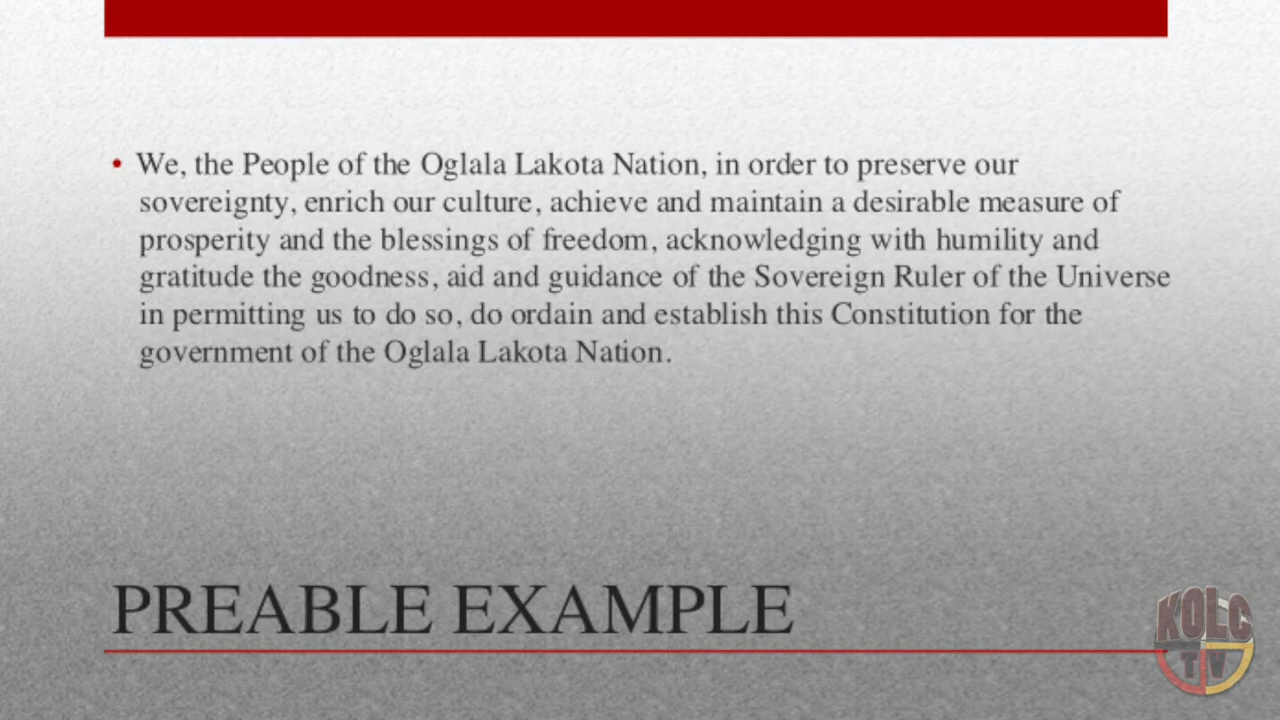 • We, the People of the Oglala Lakota Nation, in order to preserve our
sovereignty, enrich our culture, achieve and maintain a desirable measure of
prosperity and the blessings of freedom, acknowledging with humility and
gratitude the goodness, aid and guidance of the Sovereign Ruler of the Universe
in permitting us to do so, do ordain and establish this Constitution for the
government of the Oglala Lakota Nation.
PREABLE EXAMPLE
KOLC
TV